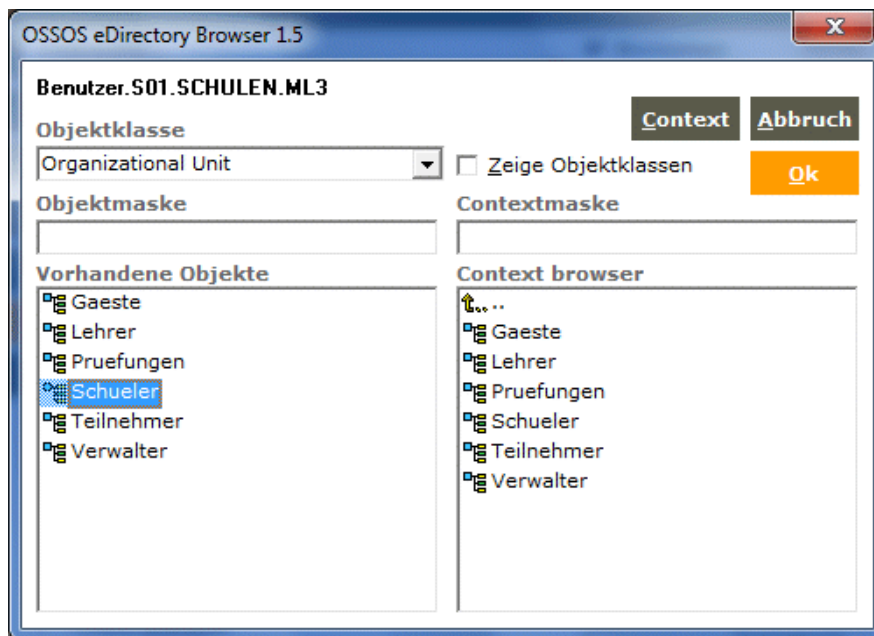 OSSOS eDirectory Browser 1.5
X
Benutzer.S01.SCHULEN.ML3
Context
Abbruch
Objektklasse
Organizational Unit
Zeige Objektklassen
Ok
Objektmaske
Contextmaske
Vorhandene Objekte
Gaeste
Lehrer
Pruefungen
Schueler
Teilnehmer
Verwalter
Context browser
..
Gaeste
Lehrer
Pruefungen
Schueler
Teilnehmer
Verwalter